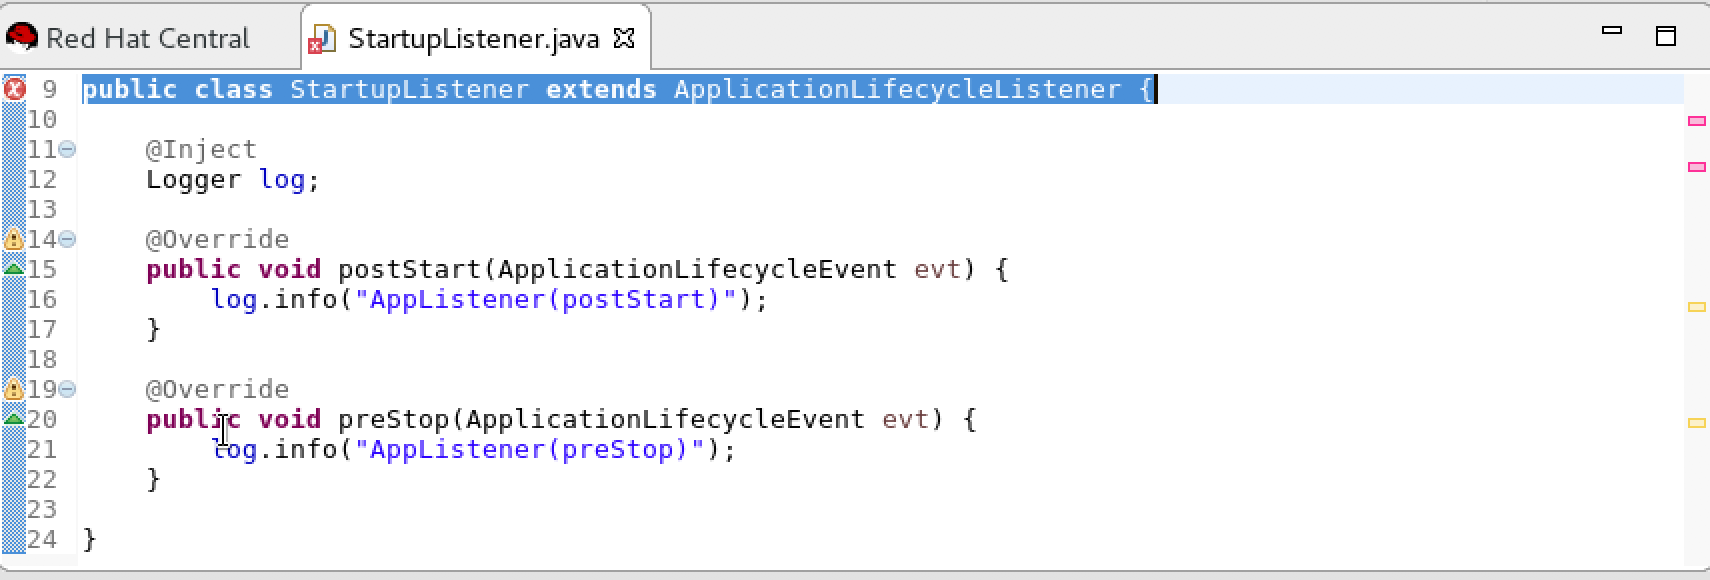 Red Hat Central StartupListener.java
9 public class StartupListener extends ApplicationLifecycleListener {
10
11 @Inject
12 Logger log;
13
14 @Override
15 public void postStart(ApplicationLifecycleEvent evt) {
16 log.info("AppListener(postStart)");
17 }
18
19 @Override
20 public void preStop(ApplicationLifecycleEvent evt) {
21 log.info("AppListener(preStop)");
22 }
23
24 }